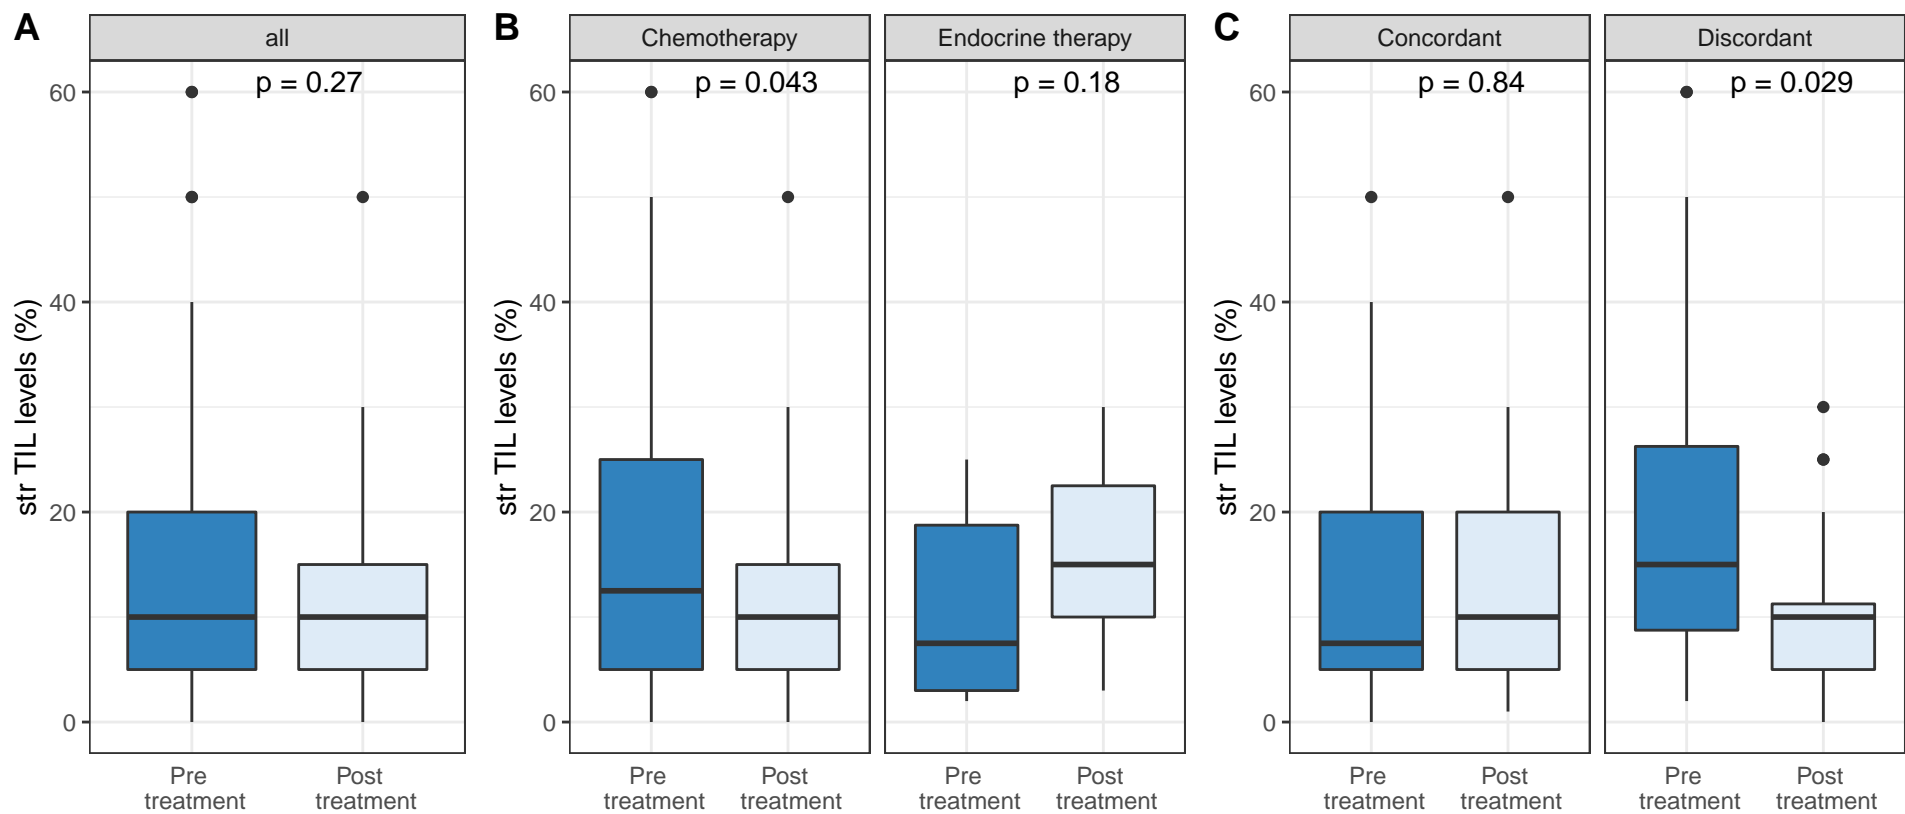 A
all
p = 0.27
str TIL levels (%)
60
40
20
0
Pre
treatment
Post
treatment
B
Chemotherapy
Endocrine therapy
p = 0.043
p = 0.18
str TIL levels (%)
60
40
20
0
Pre
treatment
Post
treatment
Pre
treatment
Post
treatment
C
Concordant
Discordant
p = 0.84
p = 0.029
str TIL levels (%)
60
40
20
0
Pre
treatment
Post
treatment
Pre
treatment
Post
treatment